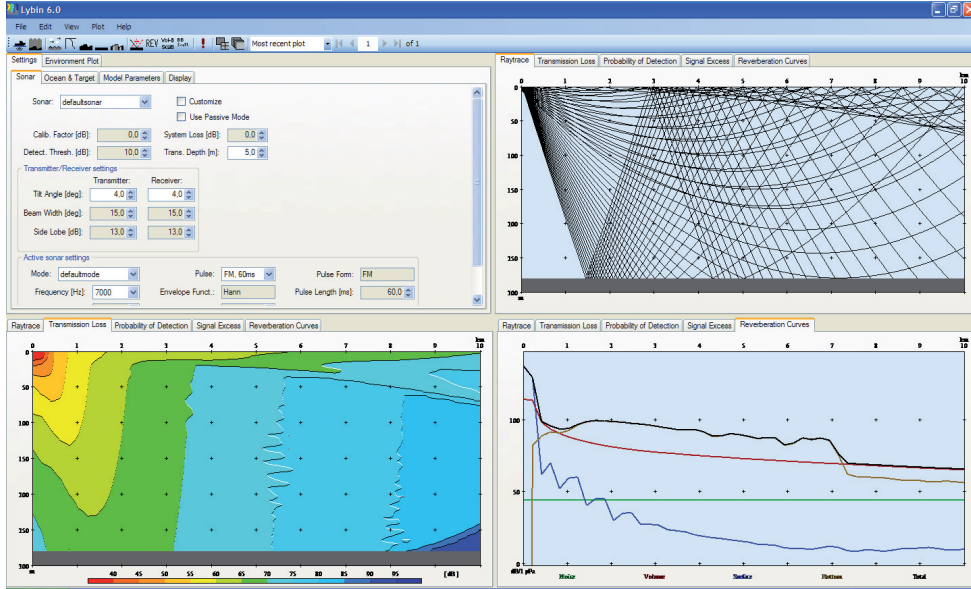 Lybin 6.0
File Edit View Plot Help
REV Vol-B Scatt BB Most recent plot 1 of 1
Settings Environment Plot
Sonar Ocean & Target Model Parameters Display
Sonar: defaultsonar Customize
Use Passive Mode
Calib. Factor [dB]: 0,0 System Loss [dB]: 0,0
Detect. Thresh. [dB]: 10,0 Trans. Depth [m]: 5,0
Transmitter/Receiver settings
Transmitter: Receiver:
Tilt Angle [deg]: 4,0 4,0
Beam Width [deg]: 15,0 15,0
Side Lobe [dB]: 13,0 13,0
Active sonar settings
Mode: defaultmode Pulse: FM, 60ms Pulse Form: FM
Frequency [Hz]: 7000 Envelope Funct.: Hann Pulse Length [ms]: 60,0
Raytrace Transmission Loss Probability of Detection Signal Excess Reverberation Curves
km
0 1 2 3 4 5 6 7 8 9 10
0
50
100
150
200
250
300
m
Raytrace Transmission Loss Probability of Detection Signal Excess Reverberation Curves
km
0 1 2 3 4 5 6 7 8 9 10
0
50
100
150
200
250
300
m
40 45 50 55 60 65 70 75 80 85 90 95 [dB]
Raytrace Transmission Loss Probability of Detection Signal Excess Reverberation Curves
km
0 1 2 3 4 5 6 7 8 9 10
100
50
0
dB/1 µPa
Noise Volume Surface Bottom Total